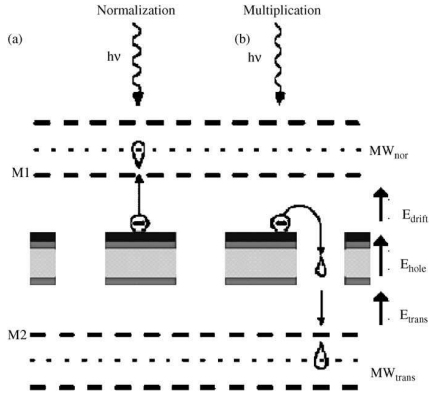 Normalization Multiplication
(a) (b)
hν hν
MWnor
M1
Edrift
Ehole
Etrans
M2
MWtrans